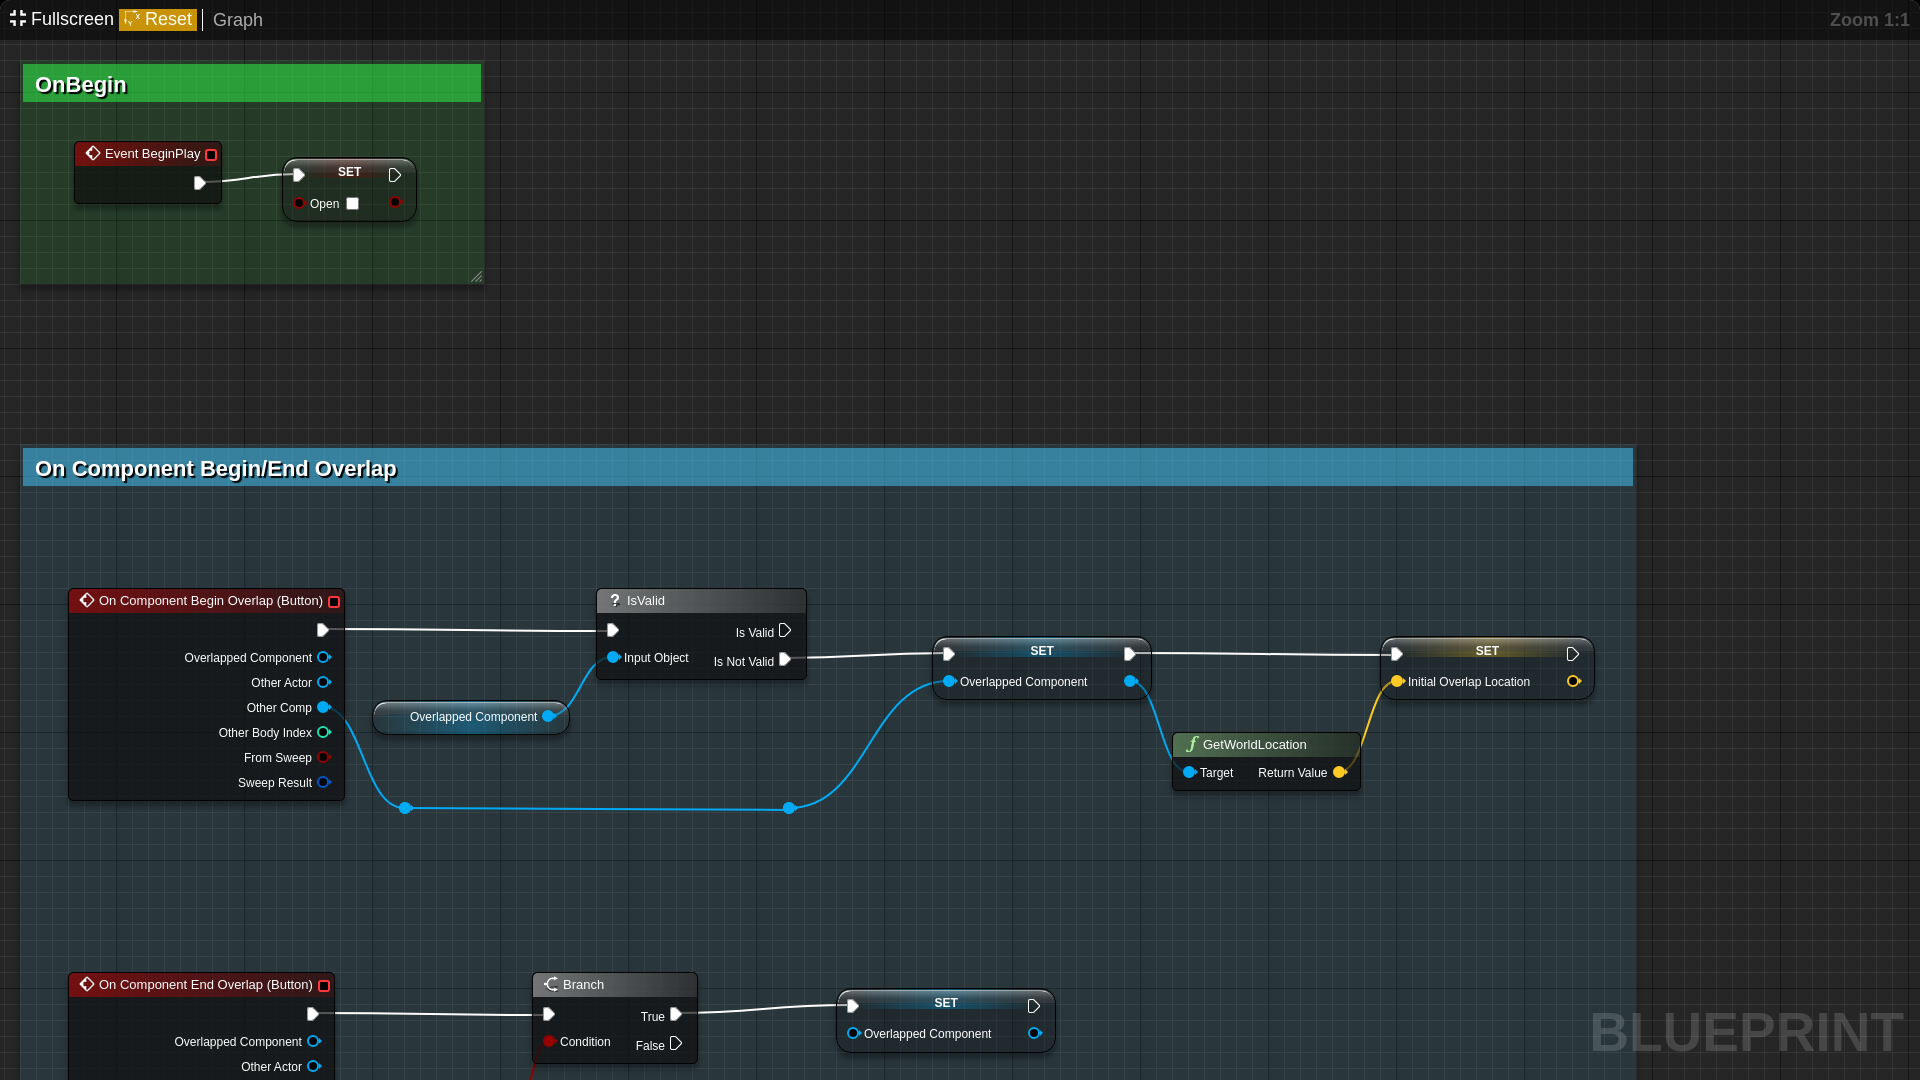 Fullscreen Reset Graph Zoom 1:1
OnBegin
Event BeginPlay
SET
Open
On Component Begin/End Overlap
On Component Begin Overlap (Button)
Overlapped Component
Other Actor
Other Comp
Other Body Index
From Sweep
Sweep Result
Overlapped Component
? IsValid
Is Valid
Input Object
Is Not Valid
SET
Overlapped Component
f GetWorldLocation
Target Return Value
SET
Initial Overlap Location
On Component End Overlap (Button)
Overlapped Component
Other Actor
Branch
True
Condition
False
SET
Overlapped Component
BLUEPRINT